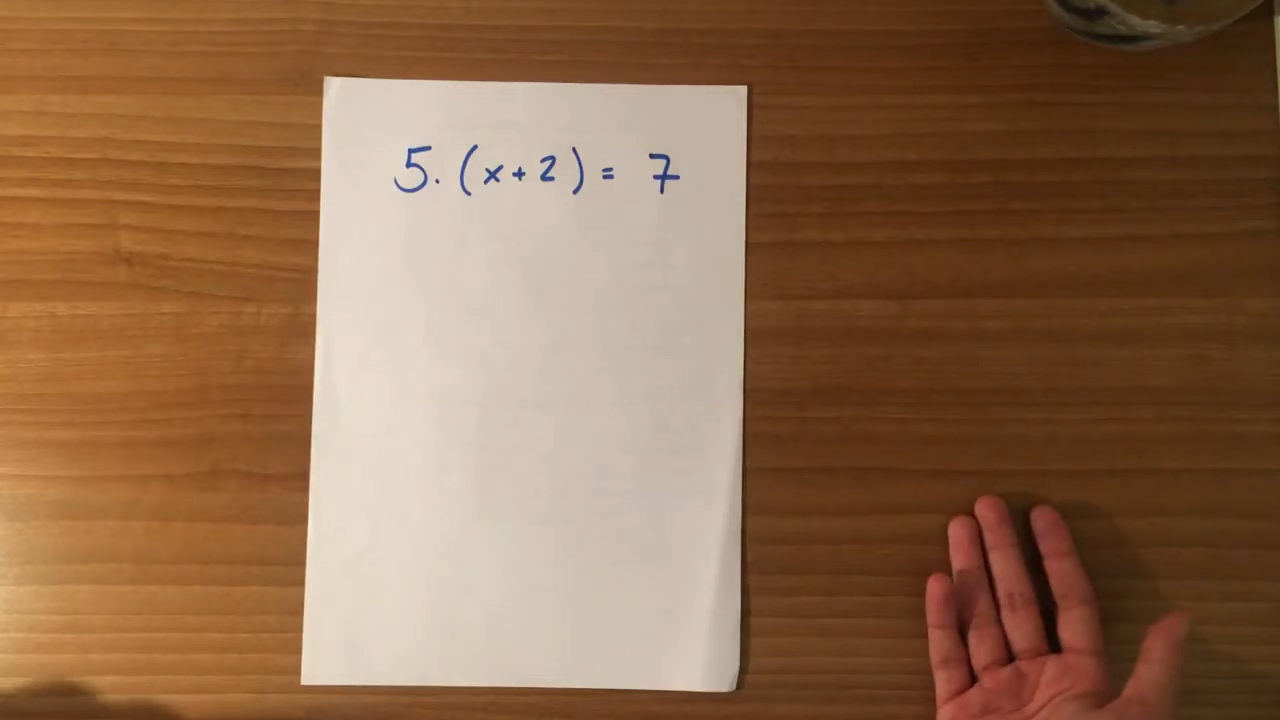 5. (x+2) = 7